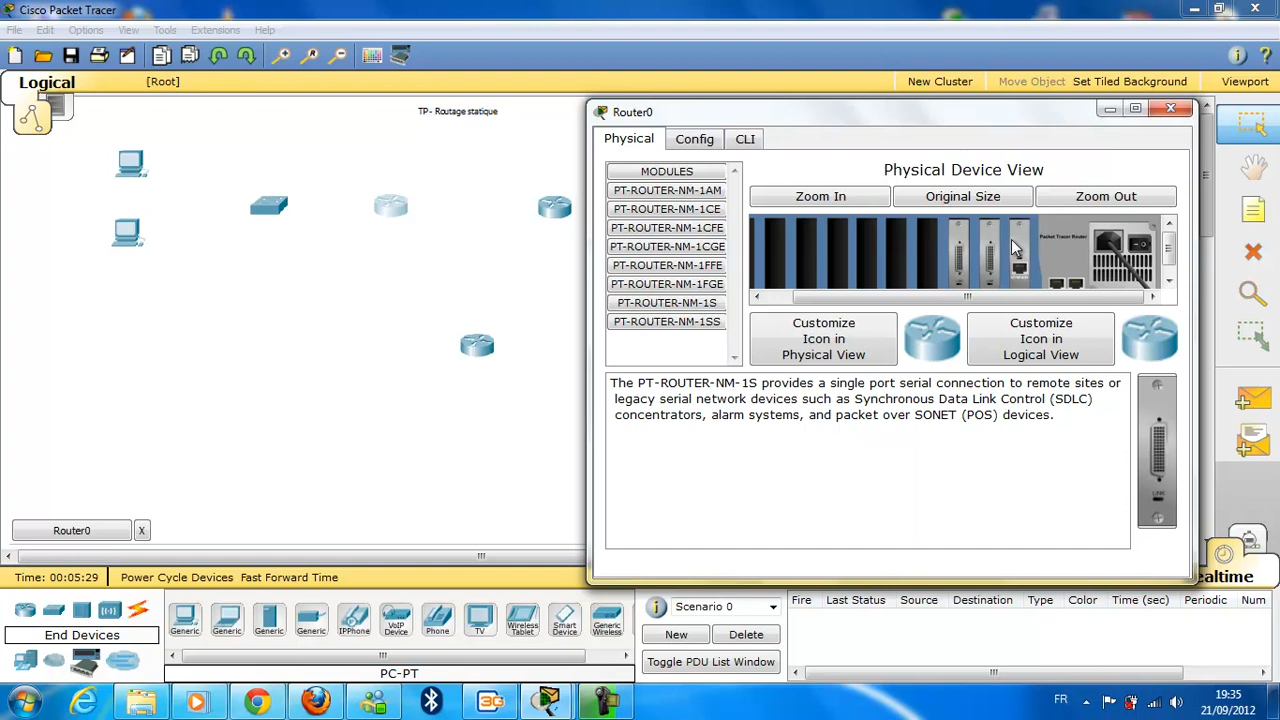 Cisco Packet Tracer
File Edit Options View Tools Extensions Help
Logical
[Root]
New Cluster
Move Object
Set Tiled Background
Viewport
TP - Routage statique
Router0
Physical
Config
CLI
MODULES
PT-ROUTER-NM-1AM
PT-ROUTER-NM-1CE
PT-ROUTER-NM-1CFE
PT-ROUTER-NM-1CGE
PT-ROUTER-NM-1FFE
PT-ROUTER-NM-1FGE
PT-ROUTER-NM-1S
PT-ROUTER-NM-1SS
Physical Device View
Zoom In
Original Size
Zoom Out
Packet Tracer Router
Customize
Icon in
Physical View
Customize
Icon in
Logical View
The PT-ROUTER-NM-1S provides a single port serial connection to remote sites or
legacy serial network devices such as Synchronous Data Link Control (SDLC)
concentrators, alarm systems, and packet over SONET (POS) devices.
LINK
Router0
X
Time: 00:05:29
Power Cycle Devices Fast Forward Time
ealtime
End Devices
Generic
Generic
Generic
Generic
IPPhone
VoIP
Device
Phone
TV
Wireless
Tablet
Smart
Device
Generic
Wireless
PC-PT
Scenario 0
New
Delete
Toggle PDU List Window
Fire Last Status Source Destination Type Color Time (sec) Periodic Num
3G
FR
19:35
21/09/2012